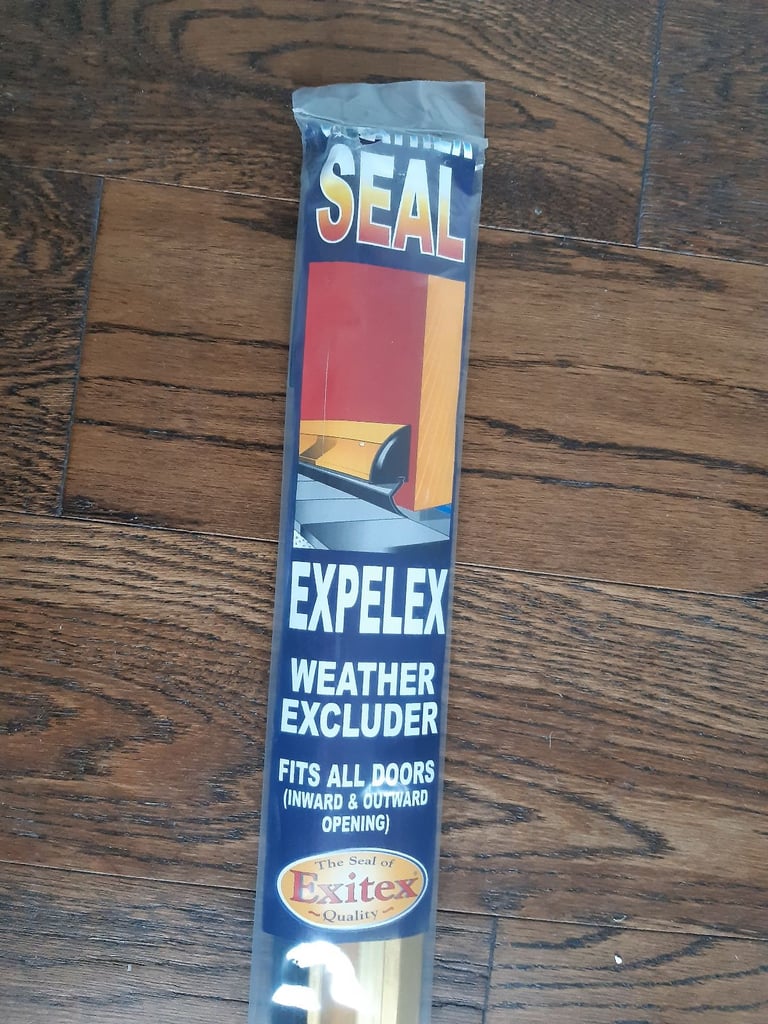 SEAL
EXPELEX
WEATHER
EXCLUDER
FITS ALL DOORS
(INWARD & OUTWARD
OPENING)
The Seal of
Exitex®
~Quality~